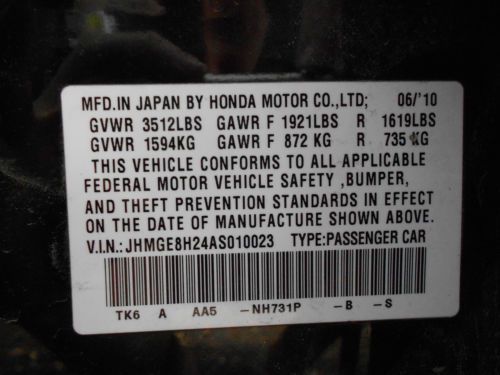 MFD.IN JAPAN BY HONDA MOTOR CO.,LTD; 06/'10
GVWR 3512LBS GAWR F 1921LBS R 1619LBS
GVWR 1594KG GAWR F 872 KG R 735 KG
THIS VEHICLE CONFORMS TO ALL APPLICABLE
FEDERAL MOTOR VEHICLE SAFETY ,BUMPER,
AND THEFT PREVENTION STANDARDS IN EFFECT
ON THE DATE OF MANUFACTURE SHOWN ABOVE.
V.I.N.: JHMGE8H24AS010023 TYPE:PASSENGER CAR
TK6 A AA5 -NH731P -B -S